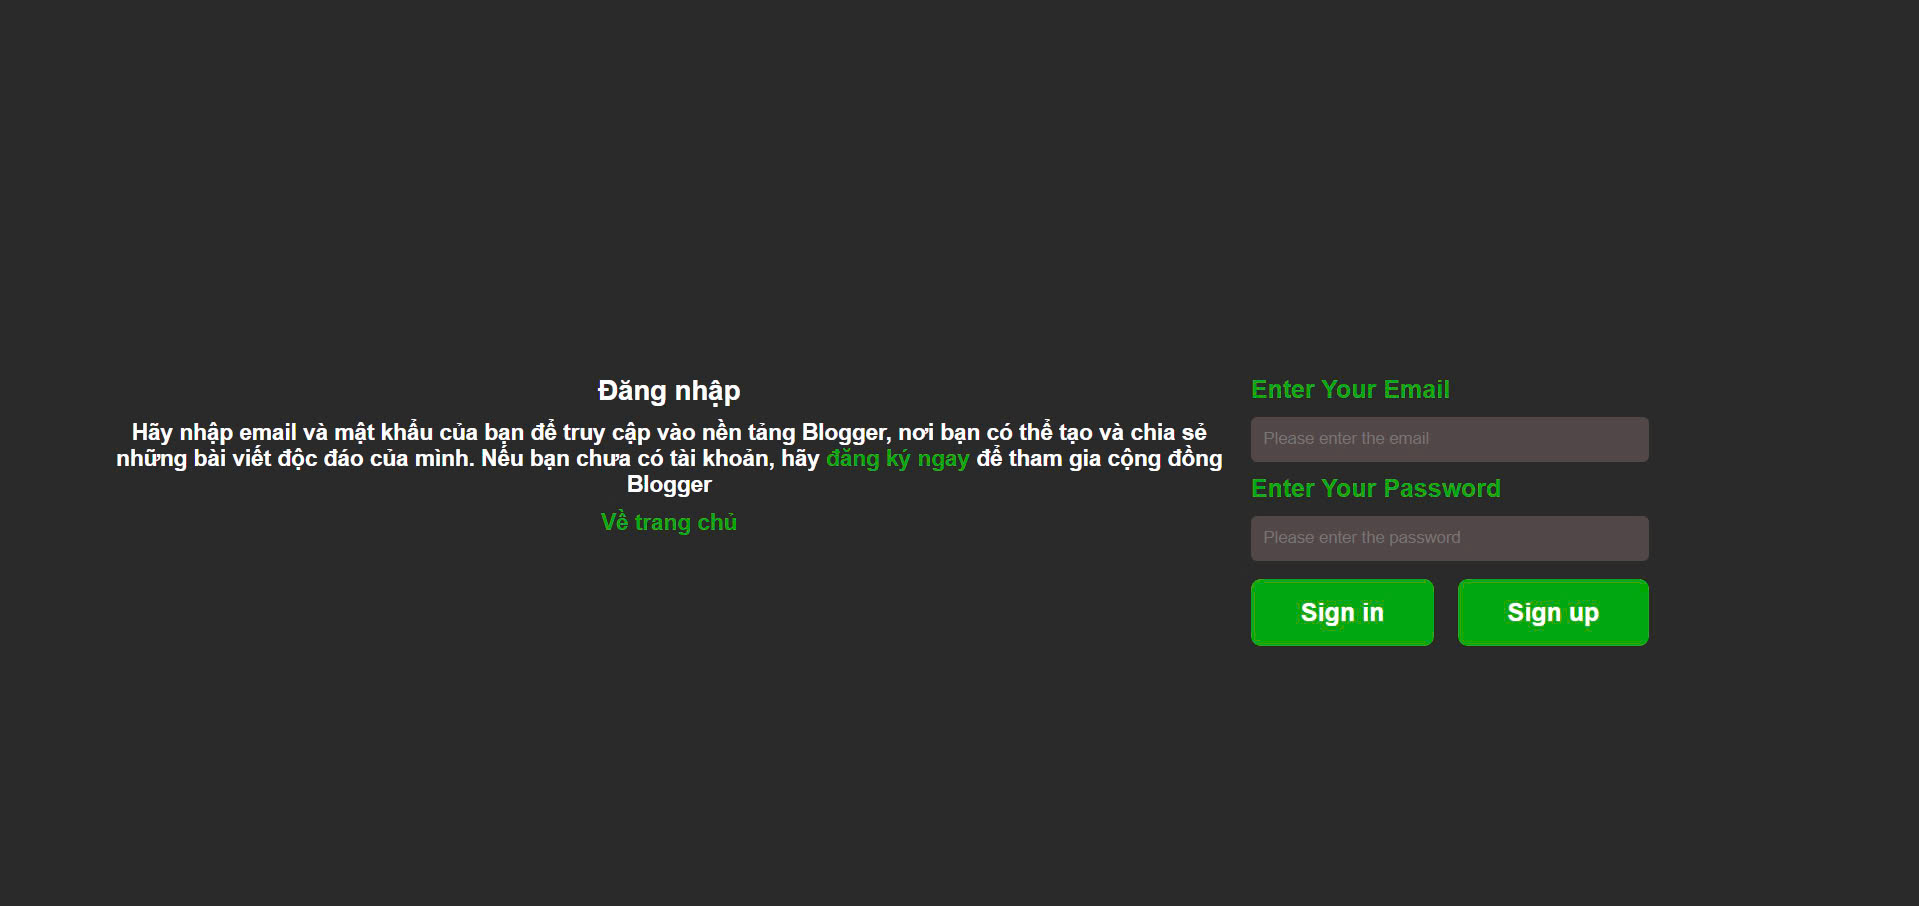 Đăng nhập
Hãy nhập email và mật khẩu của bạn để truy cập vào nền tảng Blogger, nơi bạn có thể tạo và chia sẻ
những bài viết độc đáo của mình. Nếu bạn chưa có tài khoản, hãy đăng ký ngay để tham gia cộng đồng
Blogger
Về trang chủ
Enter Your Email
Please enter the email
Enter Your Password
Please enter the password
Sign in
Sign up